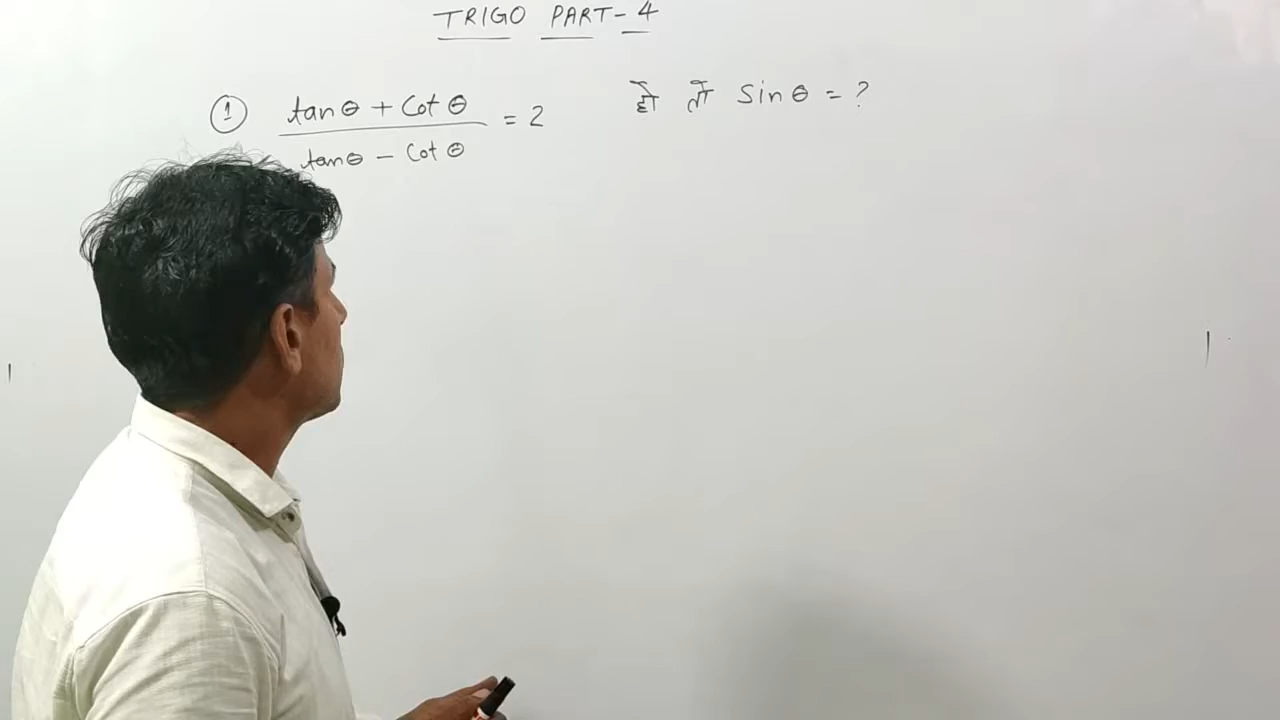 TRIGO PART-4
① tanθ + Cotθ / tanθ - Cotθ = 2 हो तो Sinθ = ?